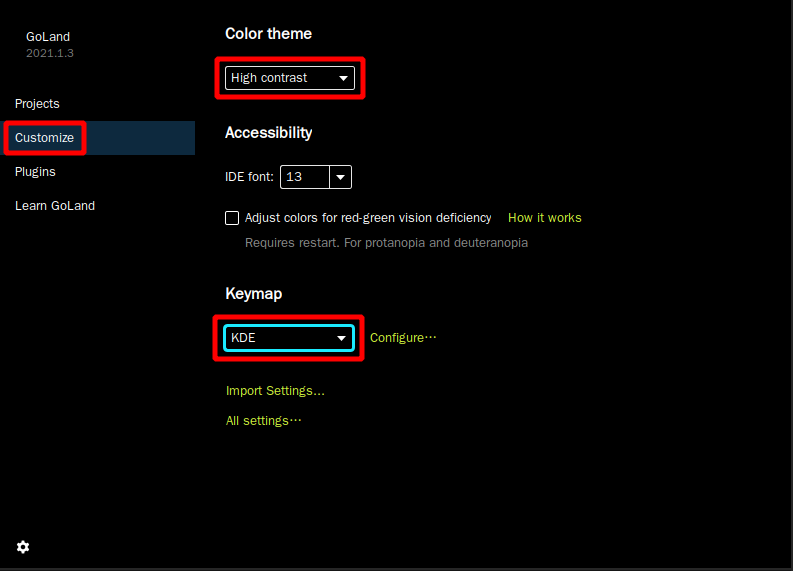 GoLand
2021.1.3
Projects
Customize
Plugins
Learn GoLand
Color theme
High contrast
Accessibility
IDE font: 13
Adjust colors for red-green vision deficiency How it works
Requires restart. For protanopia and deuteranopia
Keymap
KDE Configure⋯
Import Settings...
All settings⋯